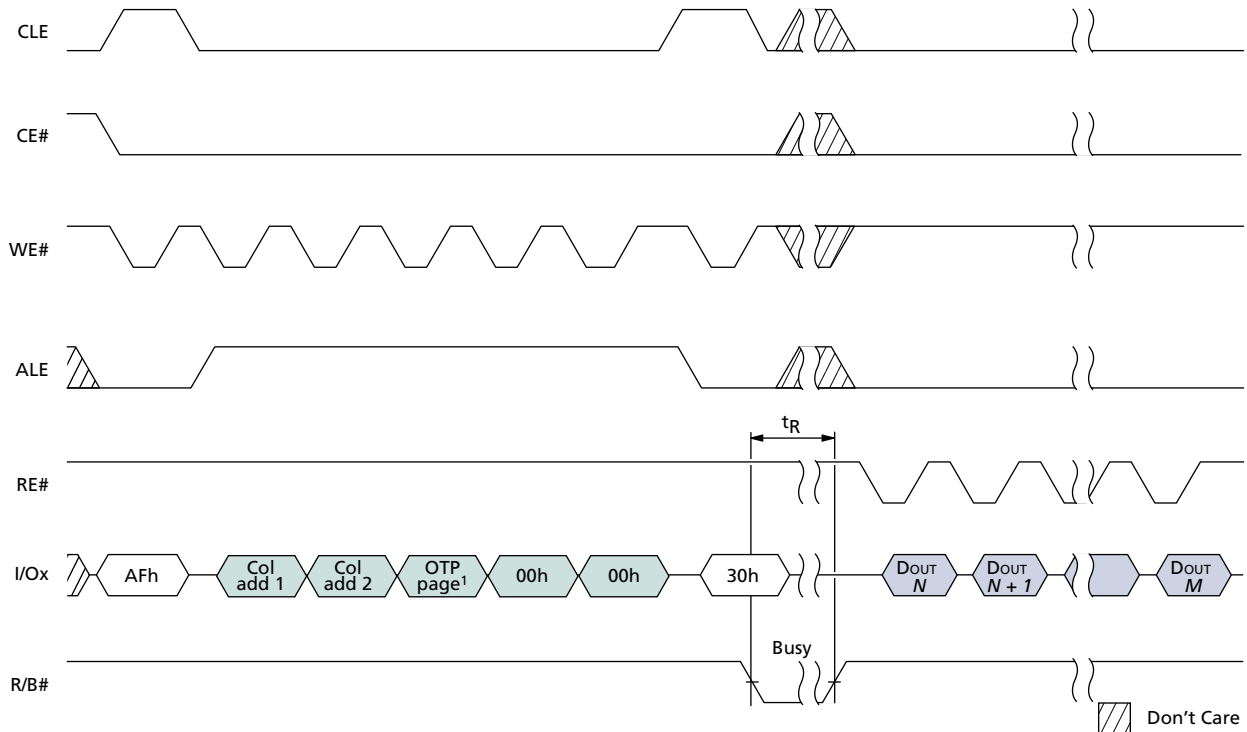 CLE
CE#
WE#
ALE
tR
RE#
I/Ox
AFh
Col
add 1
Col
add 2
OTP
page1
00h
00h
30h
DOUT
N
DOUT
N + 1
DOUT
M
Busy
R/B#
Don't Care